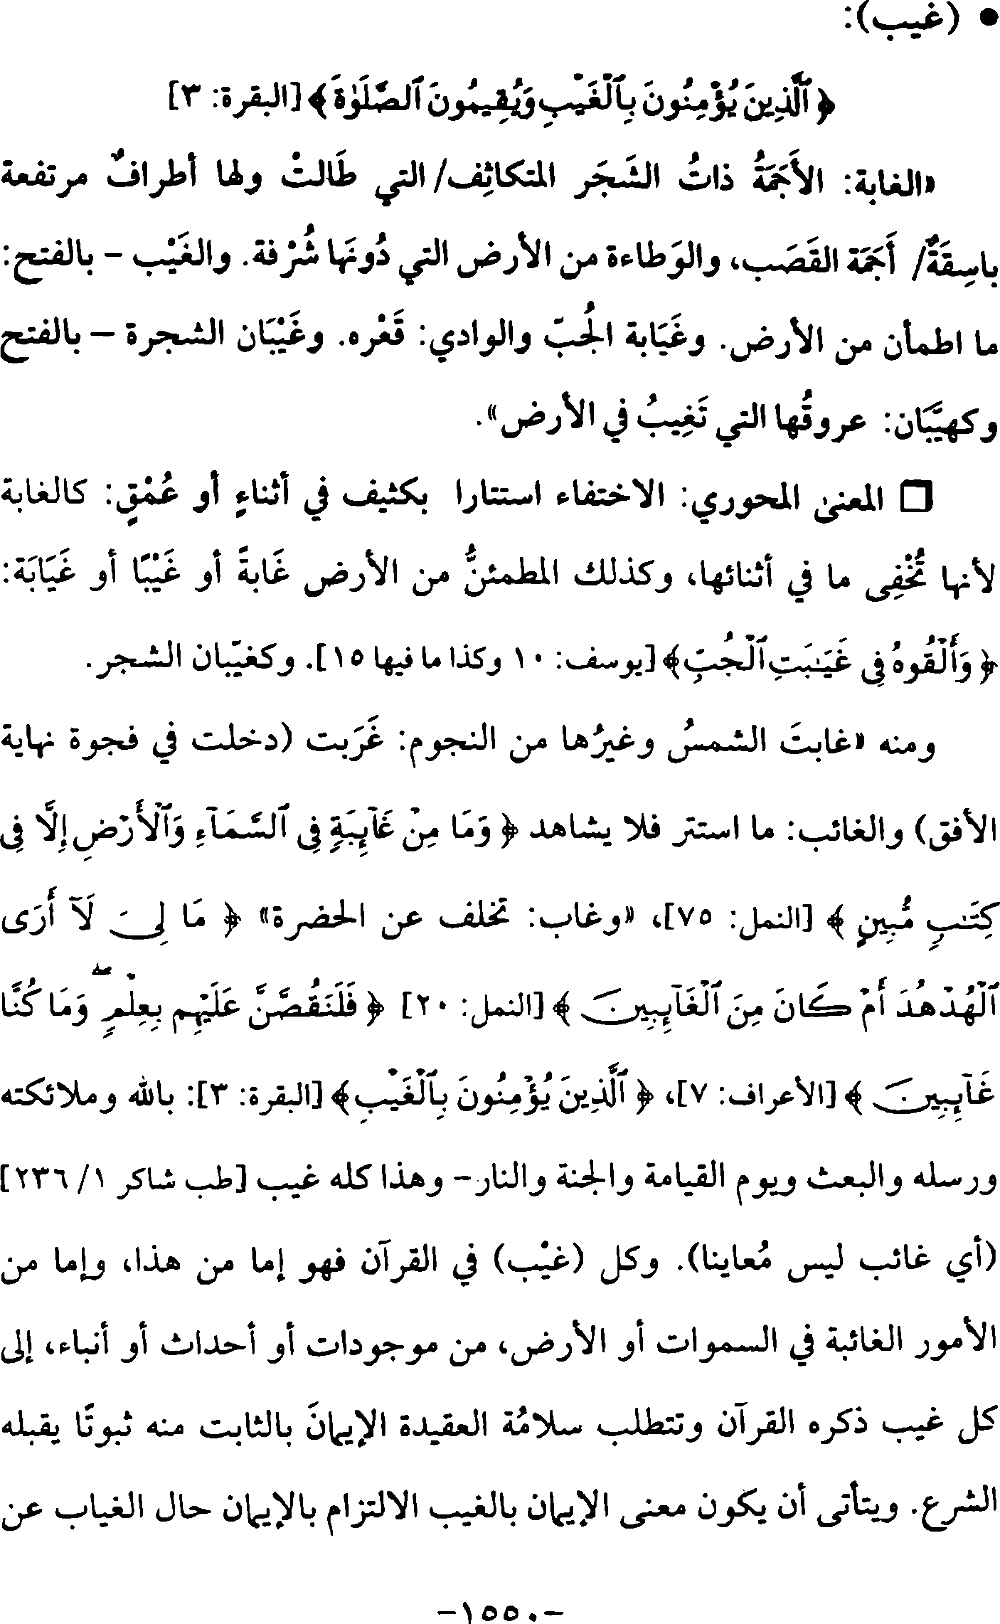 • (غيب):
﴿ ٱلَّذِينَ يُؤْمِنُونَ بِٱلْغَيْبِ وَيُقِيمُونَ ٱلصَّلَوٰةَ ﴾ [البقرة: ٣]
«الغابة: الأَجَمَةُ ذاتُ الشَجَر المتكاثِف/ التي طَالتْ ولها أطرافٌ مرتفعة
باسِقَةٌ/ أَجَمَة القَصَب، والوَطاءة من الأرض التي دُونَها شُرْفة. والغَيْب – بالفتح:
ما اطمأن من الأرض. وغَيَابة الجُبّ والوادي: قَعْره. وغَيْبَان الشجرة – بالفتح
وكهيَّبَان: عروقُها التي تَغِيبُ في الأرض».
□ المعنى المحوري: الاختفاء استتارا بكثيف في أثناءٍ أو عُمْقٍ: كالغابة
لأنها تُخْفِى ما في أثنائها، وكذلك المطمئنُّ من الأرض غَابةً أو غَيْبًا أو غَيَابَة:
﴿ وَأَلْقُوهُ فِى غَيَـٰبَتِ ٱلْجُبِّ ﴾ [يوسف: ١٠ وكذا ما فيها ١٥]. وكغيّبان الشجر.
ومنه «غابتَ الشمسُ وغيرُها من النجوم: غَرَبت (دخلت في فجوة نهاية
الأفق) والغائب: ما استتر فلا يشاهد ﴿ وَمَا مِنْ غَآئِبَةٍ فِى ٱلسَّمَآءِ وَٱلْأَرْضِ إِلَّا فِى
كِتَـٰبٍ مُّبِينٍ ﴾ [النمل: ٧٥]، «وغاب: تخلف عن الحضرة» ﴿ مَا لِىَ لَآ أَرَى
ٱلْهُدْهُدَ أَمْ كَانَ مِنَ ٱلْغَآئِبِينَ ﴾ [النمل: ٢٠] ﴿ فَلَنَقُصَّنَّ عَلَيْهِم بِعِلْمٍ ۖ وَمَا كُنَّا
غَآئِبِينَ ﴾ [الأعراف: ٧]، ﴿ ٱلَّذِينَ يُؤْمِنُونَ بِٱلْغَيْبِ ﴾ [البقرة: ٣]: بالله وملائكته
ورسله والبعث ويوم القيامة والجنة والنار– وهذا كله غيب [طب شاكر ١/ ٢٣٦]
(أي غائب ليس مُعاينا). وكل (غيْب) في القرآن فهو إما من هذا، وإما من
الأمور الغائبة في السموات أو الأرض، من موجودات أو أحداث أو أنباء، إلى
كل غيب ذكره القرآن وتتطلب سلامُة العقيدة الإيمانَ بالثابت منه ثبوتًا يقبله
الشرع. ويتأتى أن يكون معنى الإيمان بالغيب الالتزام بالإيمان حال الغياب عن
–١٥٥٠–